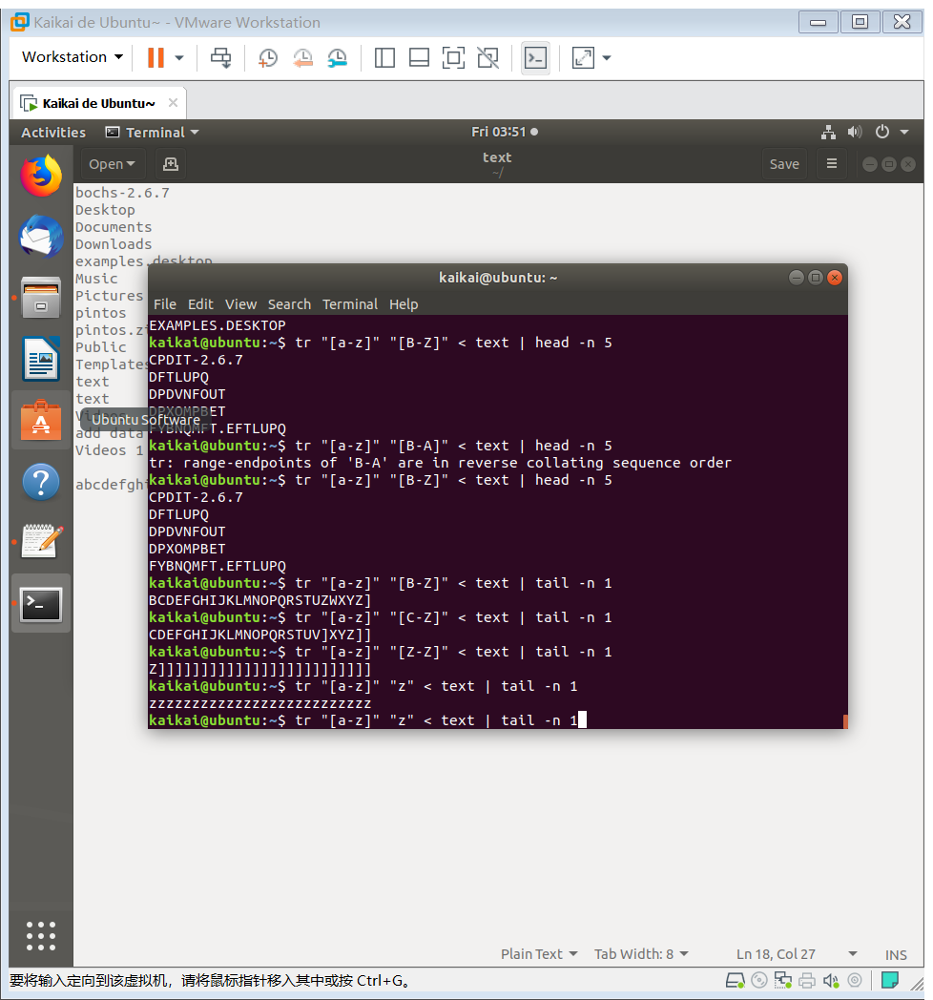 Kaikai de Ubuntu~ - VMware Workstation
Workstation
Kaikai de Ubuntu~
Activities Terminal Fri 03:51
Open text Save
~/
bochs-2.6.7
Desktop
Documents
Downloads
examples.desktop
Music
Pictures
pintos
pintos.z
Public
Templates
text
text
add data
Videos 1
abcdefghi
Ubuntu Software
kaikai@ubuntu: ~
File Edit View Search Terminal Help
EXAMPLES.DESKTOP
kaikai@ubuntu:~$ tr "[a-z]" "[B-Z]" < text | head -n 5
CPDIT-2.6.7
DFTLUPQ
DPDVNFOUT
DPXOMPBET
FYBNQMFT.EFTLUPQ
kaikai@ubuntu:~$ tr "[a-z]" "[B-A]" < text | head -n 5
tr: range-endpoints of 'B-A' are in reverse collating sequence order
kaikai@ubuntu:~$ tr "[a-z]" "[B-Z]" < text | head -n 5
CPDIT-2.6.7
DFTLUPQ
DPDVNFOUT
DPXOMPBET
FYBNQMFT.EFTLUPQ
kaikai@ubuntu:~$ tr "[a-z]" "[B-Z]" < text | tail -n 1
BCDEFGHIJKLMNOPQRSTUZWXYZ]
kaikai@ubuntu:~$ tr "[a-z]" "[C-Z]" < text | tail -n 1
CDEFGHIJKLMNOPQRSTUV]XYZ]]
kaikai@ubuntu:~$ tr "[a-z]" "[Z-Z]" < text | tail -n 1
Z]]]]]]]]]]]]]]]]]]]]]]]]]
kaikai@ubuntu:~$ tr "[a-z]" "z" < text | tail -n 1
zzzzzzzzzzzzzzzzzzzzzzzzzz
kaikai@ubuntu:~$ tr "[a-z]" "z" < text | tail -n 1
Plain Text Tab Width: 8 Ln 18, Col 27 INS
要将输入定向到该虚拟机，请将鼠标指针移入其中或按 Ctrl+G。